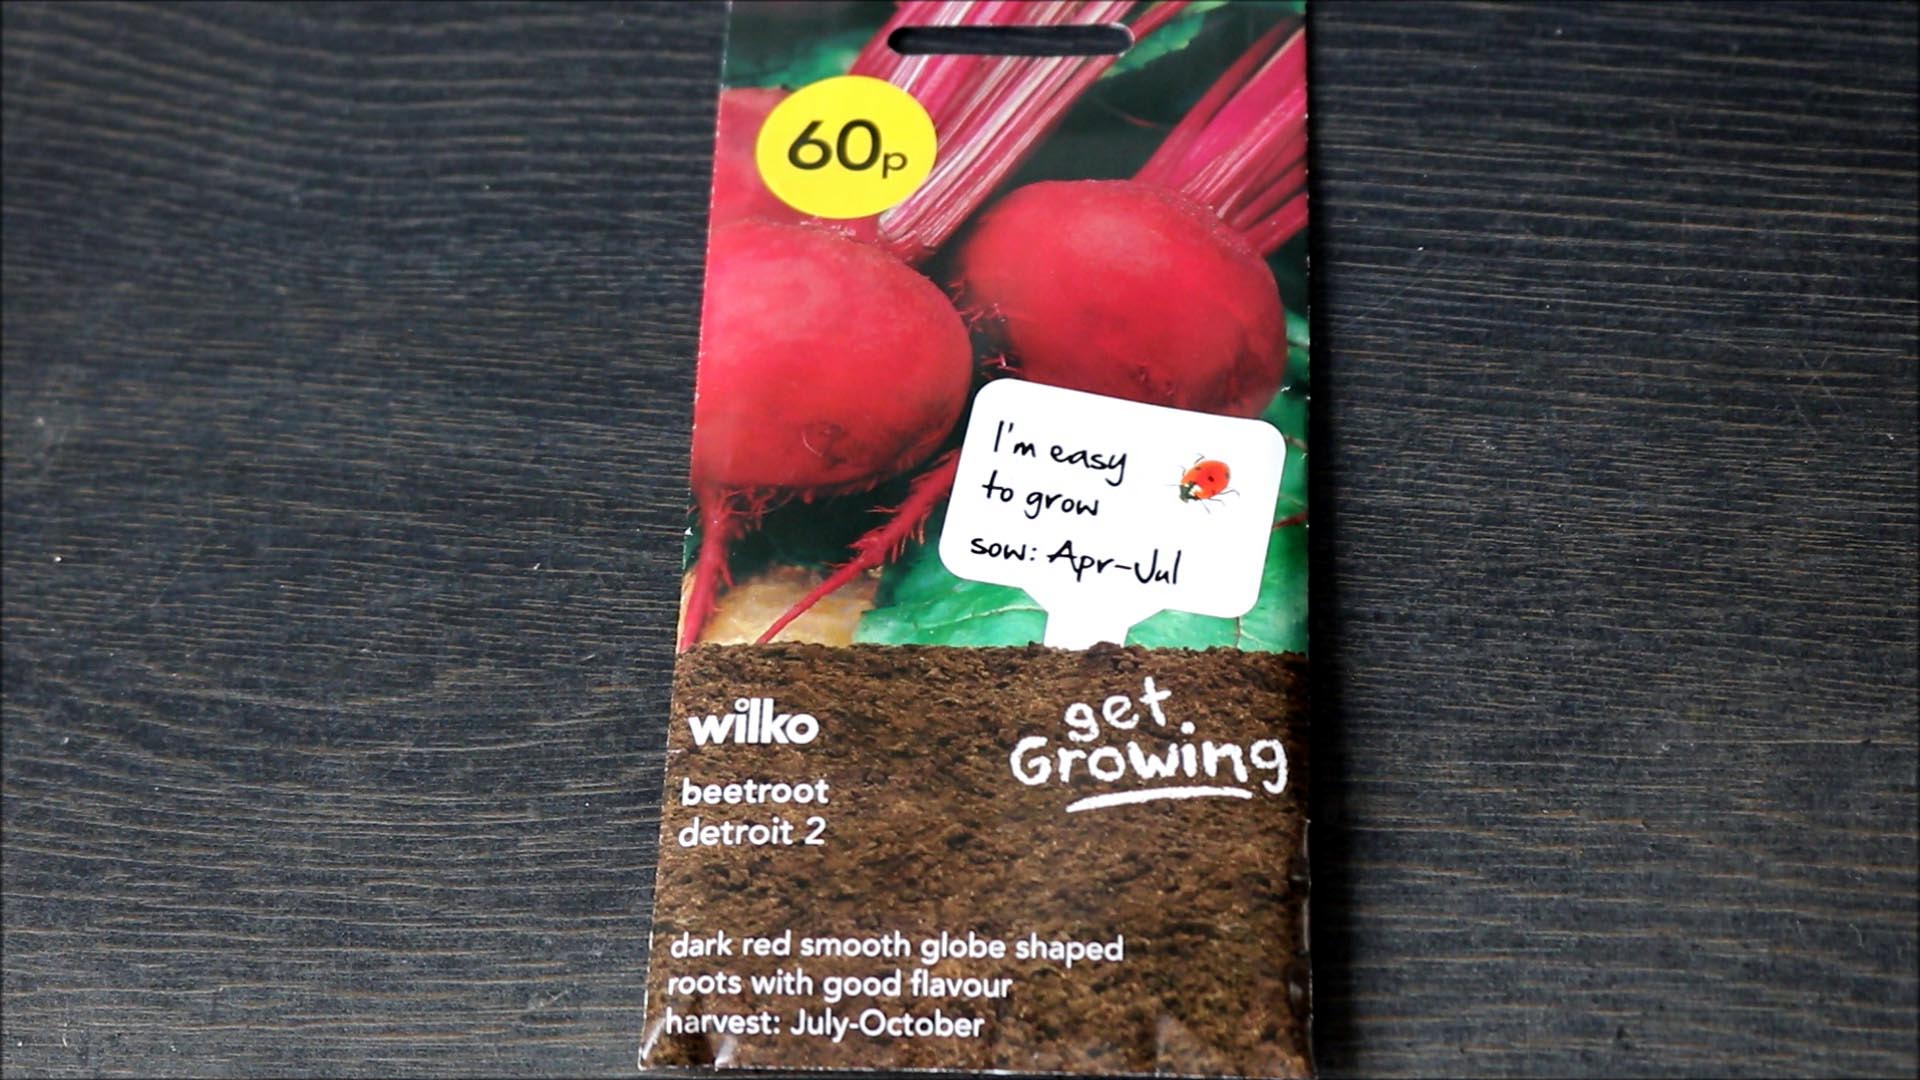 60p
I'm easy
to grow
sow: Apr-Jul
wilko
get
Growing
beetroot
detroit 2
dark red smooth globe shaped
roots with good flavour
harvest: July-October